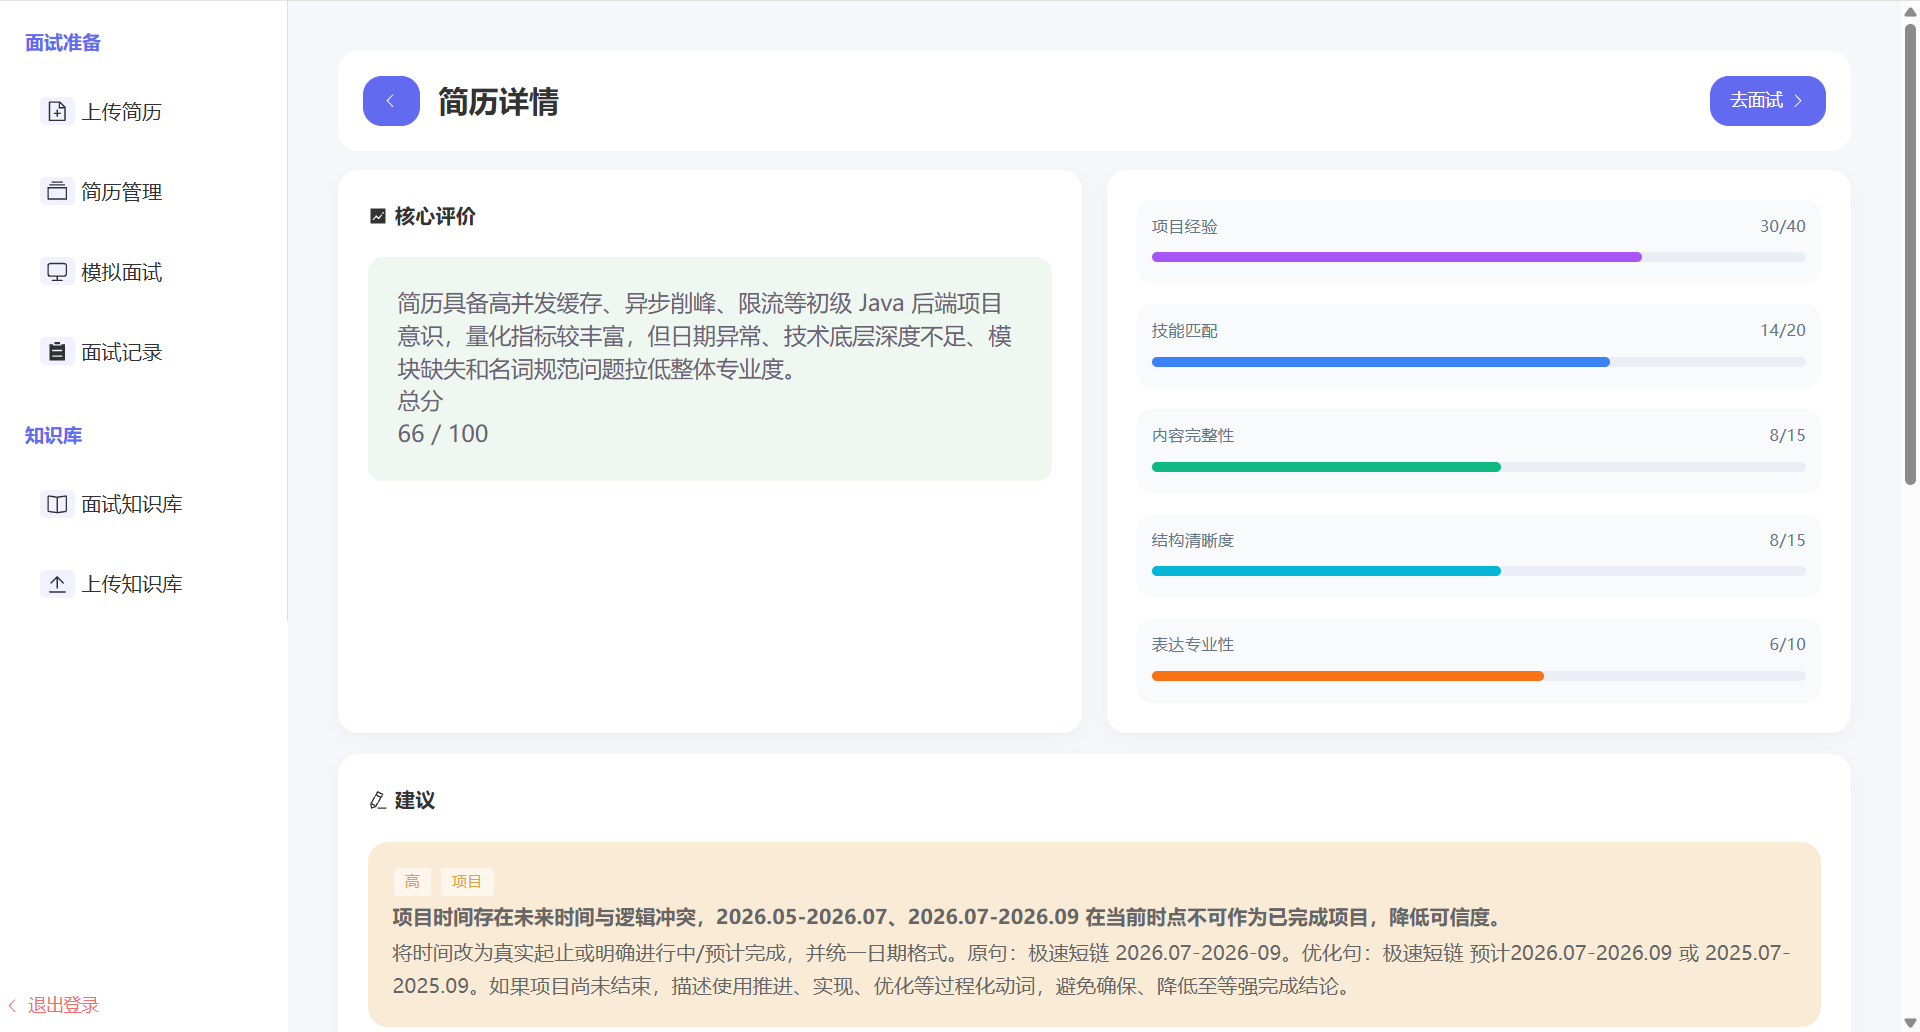 面试准备
上传简历
简历管理
模拟面试
面试记录
知识库
面试知识库
上传知识库
退出登录
简历详情
去面试
核心评价
简历具备高并发缓存、异步削峰、限流等初级 Java 后端项目
意识，量化指标较丰富，但日期异常、技术底层深度不足、模
块缺失和名词规范问题拉低整体专业度。
总分
66 / 100
项目经验 30/40
技能匹配 14/20
内容完整性 8/15
结构清晰度 8/15
表达专业性 6/10
建议
高 项目
项目时间存在未来时间与逻辑冲突，2026.05-2026.07、2026.07-2026.09 在当前时点不可作为已完成项目，降低可信度。
将时间改为真实起止或明确进行中/预计完成，并统一日期格式。原句：极速短链 2026.07-2026-09。优化句：极速短链 预计2026.07-2026.09 或 2025.07-
2025.09。如果项目尚未结束，描述使用推进、实现、优化等过程化动词，避免确保、降低至等强完成结论。